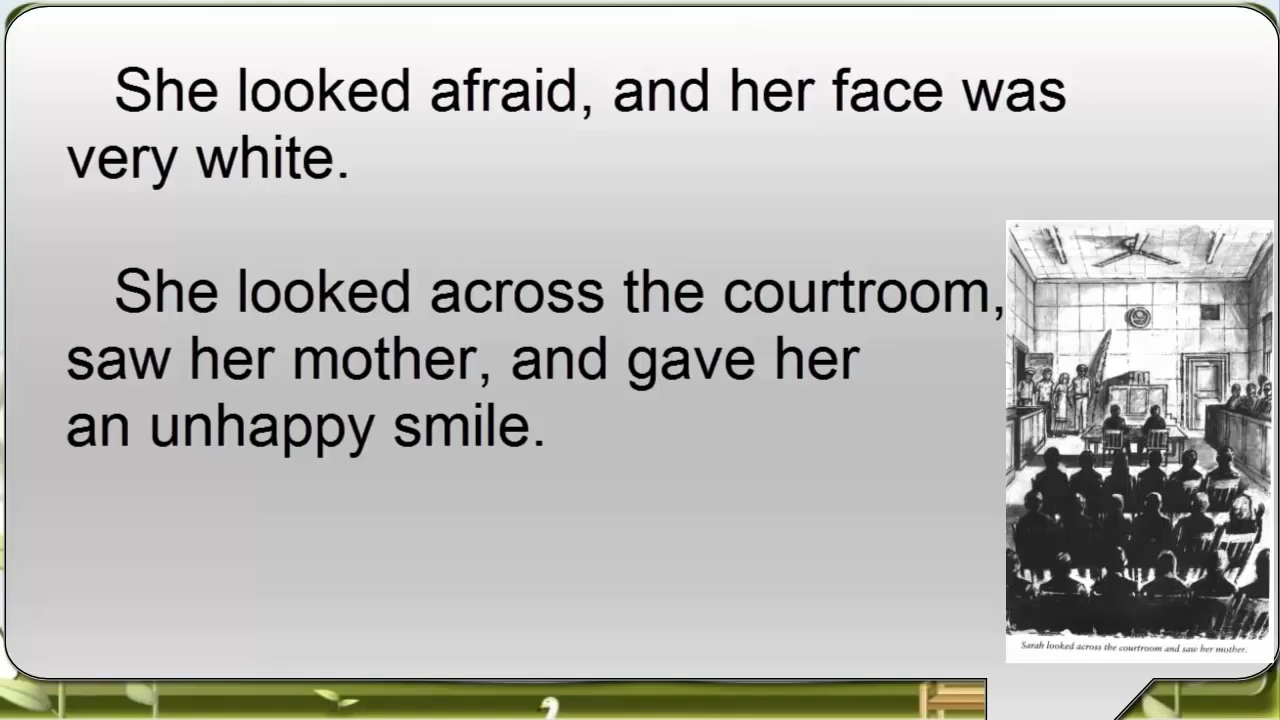 She looked afraid, and her face was
very white.
She looked across the courtroom,
saw her mother, and gave her
an unhappy smile.
Sarah looked across the courtroom and saw her mother.